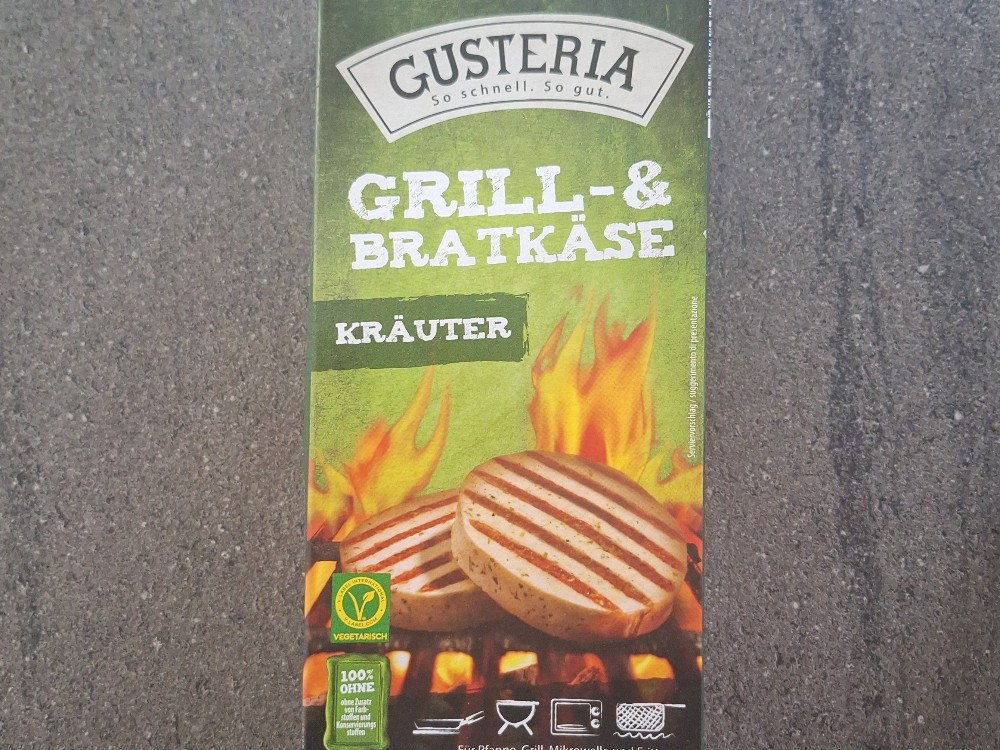 GUSTERIA
So schnell. So gut.
GRILL-&
BRATKÄSE
KRÄUTER
Serviervorschlag / suggerimento di presentazione
VEGETARISCH
100%
OHNE
ohne Zusatz
von Farb-
stoffen und
Konservierungs
stoffen
Für Pfanne, Grill, Mikrowelle und